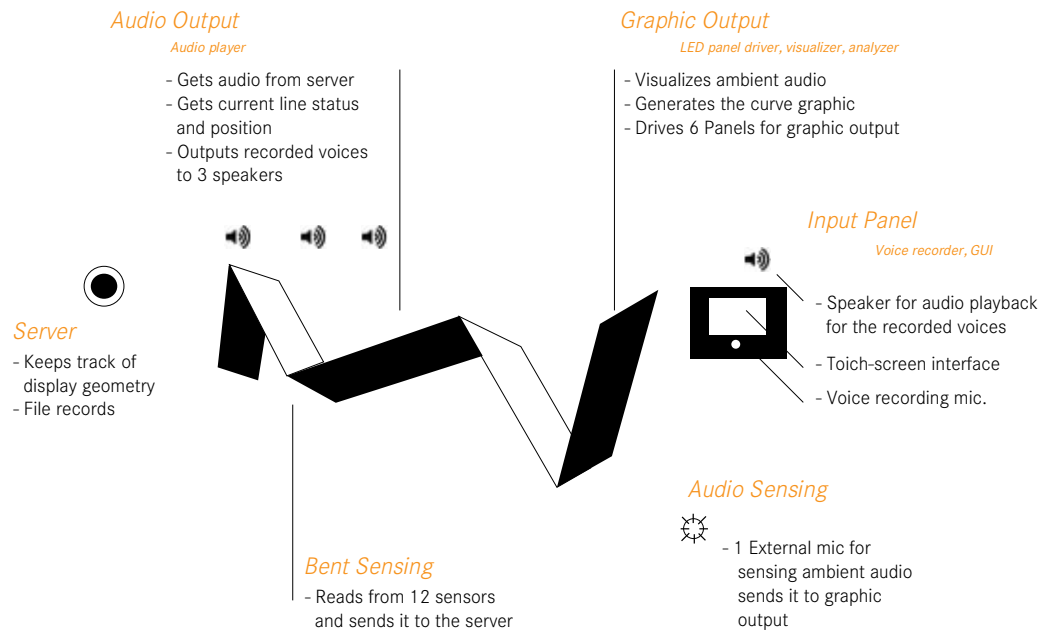 Audio Output
Audio player
- Gets audio from server
- Gets current line status
and position
- Outputs recorded voices
to 3 speakers
Graphic Output
LED panel driver, visualizer, analyzer
- Visualizes ambient audio
- Generates the curve graphic
- Drives 6 Panels for graphic output
Input Panel
Voice recorder, GUI
- Speaker for audio playback
for the recorded voices
- Toich-screen interface
- Voice recording mic.
Server
- Keeps track of
display geometry
- File records
Audio Sensing
- 1 External mic for
sensing ambient audio
sends it to graphic
output
Bent Sensing
- Reads from 12 sensors
and sends it to the server